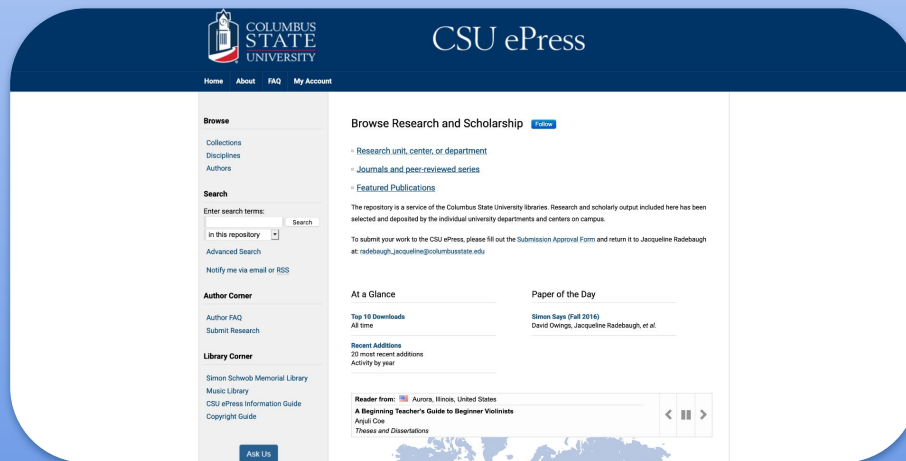 COLUMBUS
STATE
UNIVERSITY
CSU ePress
Home About FAQ My Account
Browse
Collections
Disciplines
Authors
Search
Enter search terms:
Search
in this repository
Advanced Search
Notify me via email or RSS
Author Corner
Author FAQ
Submit Research
Library Corner
Simon Schwob Memorial Library
Music Library
CSU ePress Information Guide
Copyright Guide
Ask Us
Browse Research and Scholarship Follow
Research unit, center, or department
Journals and peer-reviewed series
Featured Publications
The repository is a service of the Columbus State University libraries. Research and scholarly output included here has been
selected and deposited by the individual university departments and centers on campus.
To submit your work to the CSU ePress, please fill out the Submission Approval Form and return it to Jacqueline Radebaugh
at: radebaugh_jacqueline@columbusstate.edu
At a Glance
Top 10 Downloads
All time
Recent Additions
20 most recent additions
Activity by year
Paper of the Day
Simon Says (Fall 2016)
David Owings, Jacqueline Radebaugh, et al.
Reader from: Aurora, Illinois, United States
A Beginning Teacher's Guide to Beginner Violinists
Anjuli Coe
Theses and Dissertations